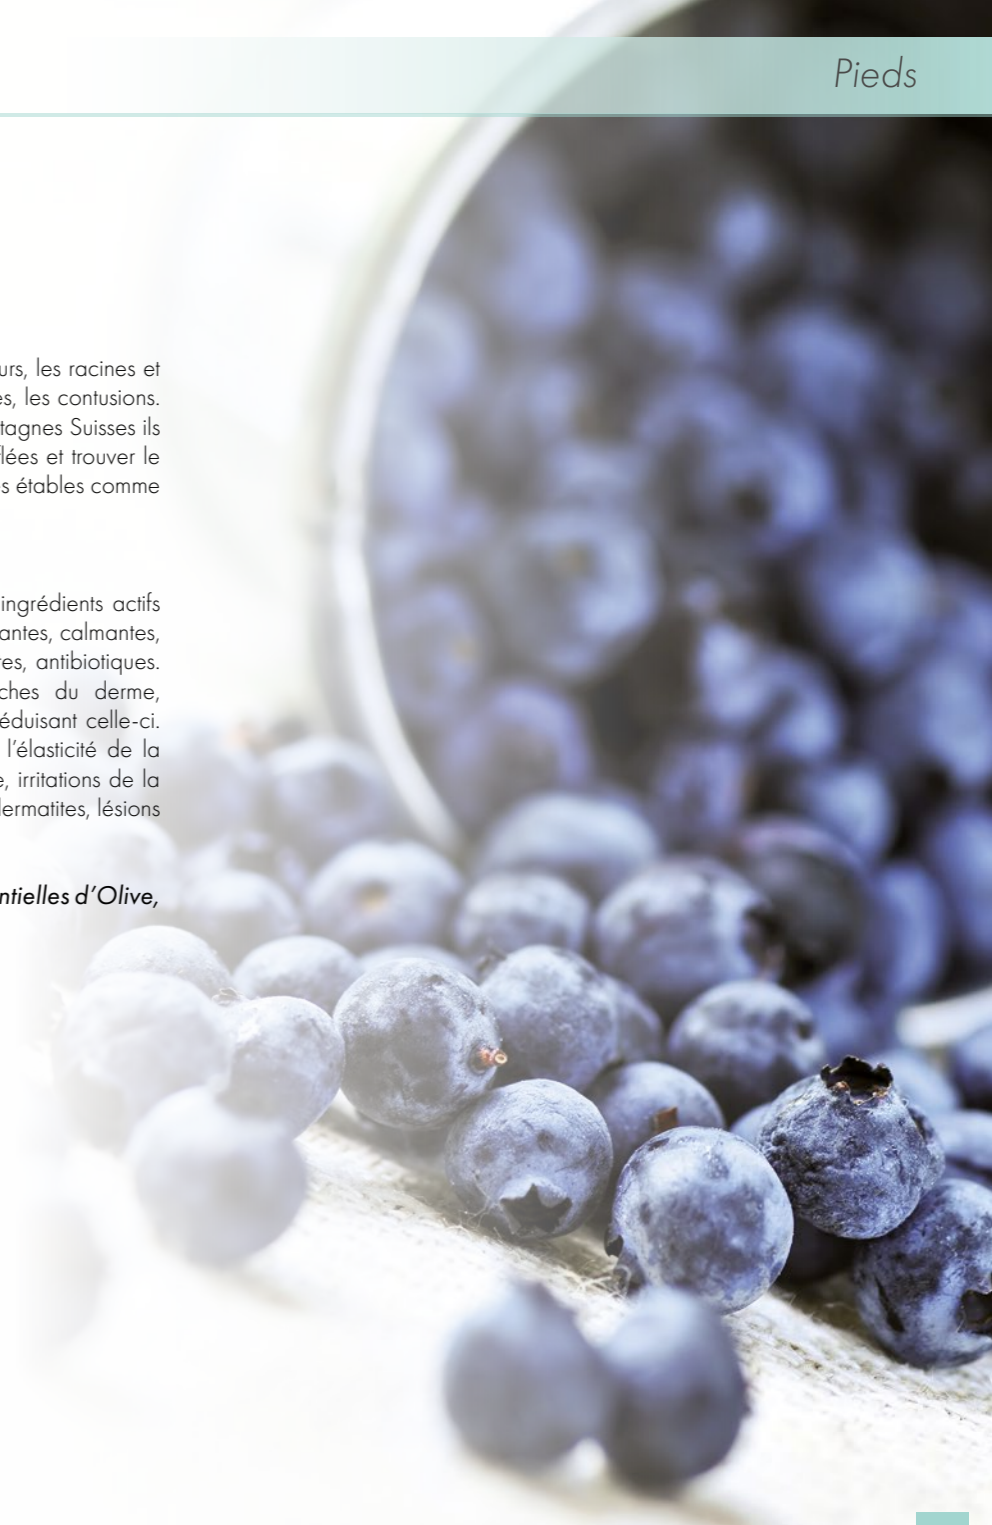 Pieds
urs, les racines et
es, les contusions.
tagnes Suisses ils
lées et trouver le
s étables comme
ingrédients actifs
antes, calmantes,
res, antibiotiques.
ches du derme,
éduisant celle-ci.
l'élasticité de la
e, irritations de la
lermatites, lésions
ntielles d'Olive,